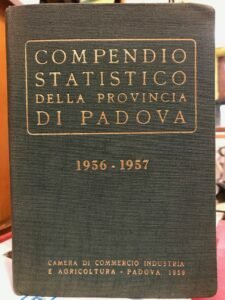 COMPENDIO
STATISTICO
DELLA PROVINCIA
DI PADOVA
1956 - 1957
CAMERA DI COMMERCIO INDUSTRIA
E AGRICOLTURA - PADOVA, 1958